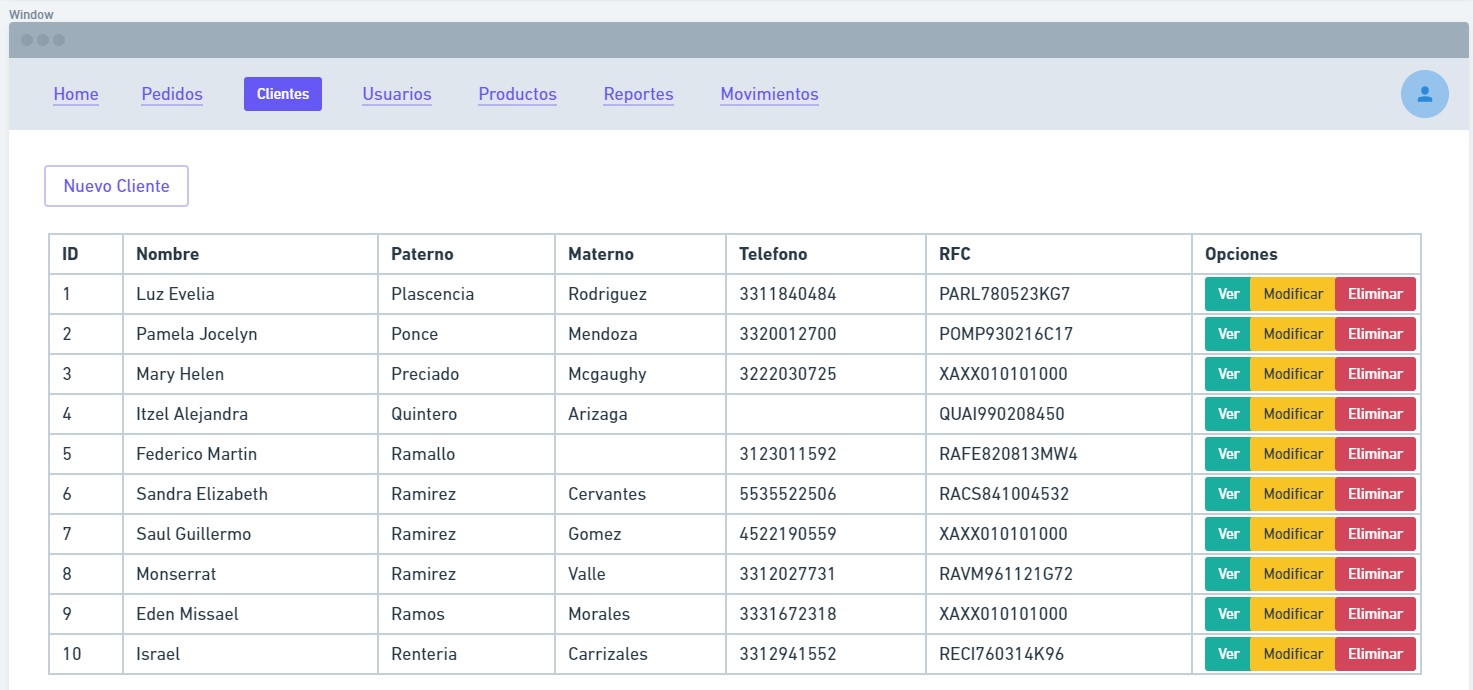 Window
Home Pedidos Clientes Usuarios Productos Reportes Movimientos
Nuevo Cliente
ID Nombre Paterno Materno Telefono RFC Opciones
1 Luz Evelia Plascencia Rodriguez 3311840484 PARL780523KG7 Ver Modificar Eliminar
2 Pamela Jocelyn Ponce Mendoza 3320012700 POMP930216C17 Ver Modificar Eliminar
3 Mary Helen Preciado Mcgaughy 3222030725 XAXX010101000 Ver Modificar Eliminar
4 Itzel Alejandra Quintero Arizaga QUAI990208450 Ver Modificar Eliminar
5 Federico Martin Ramallo 3123011592 RAFE820813MW4 Ver Modificar Eliminar
6 Sandra Elizabeth Ramirez Cervantes 5535522506 RACS841004532 Ver Modificar Eliminar
7 Saul Guillermo Ramirez Gomez 4522190559 XAXX010101000 Ver Modificar Eliminar
8 Monserrat Ramirez Valle 3312027731 RAVM961121G72 Ver Modificar Eliminar
9 Eden Missael Ramos Morales 3331672318 XAXX010101000 Ver Modificar Eliminar
10 Israel Renteria Carrizales 3312941552 RECI760314K96 Ver Modificar Eliminar